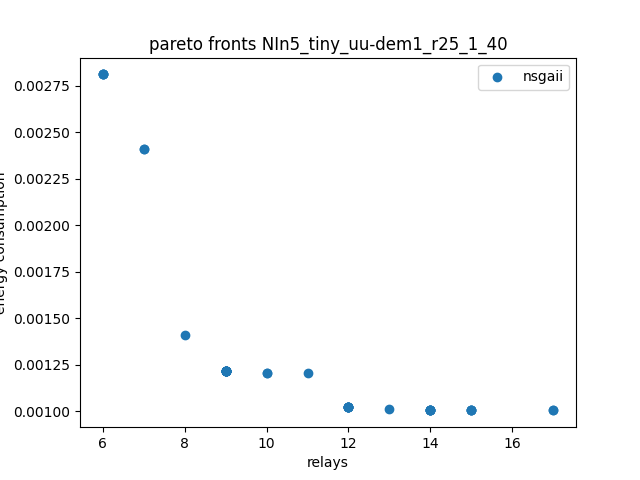 pareto fronts NIn5_tiny_uu-dem1_r25_1_40
nsgaii
0.00275
0.00250
0.00225
0.00200
0.00175
0.00150
0.00125
0.00100
energy consumption
6 8 10 12 14 16
relays